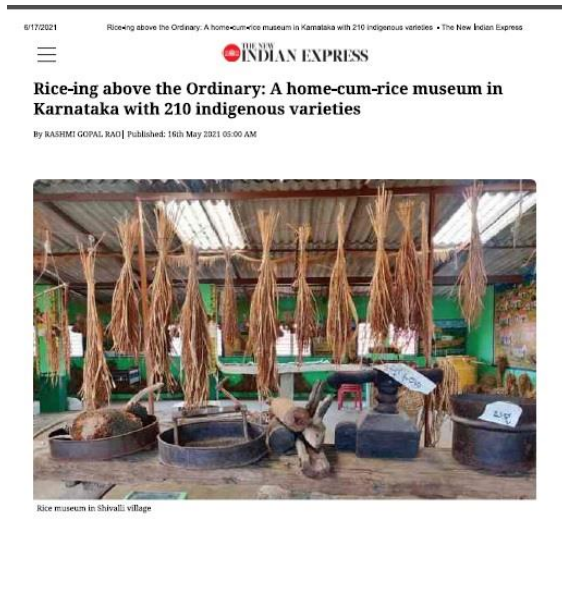 6/17/2021 Rice-ing above the Ordinary: A home-cum-rice museum in Karnataka with 210 indigenous varieties - The New Indian Express
THE NEW
INDIAN EXPRESS
Rice-ing above the Ordinary: A home-cum-rice museum in
Karnataka with 210 indigenous varieties
By RASHMI GOPAL RAO| Published: 16th May 2021 05:00 AM
Rice museum in Shivalli village